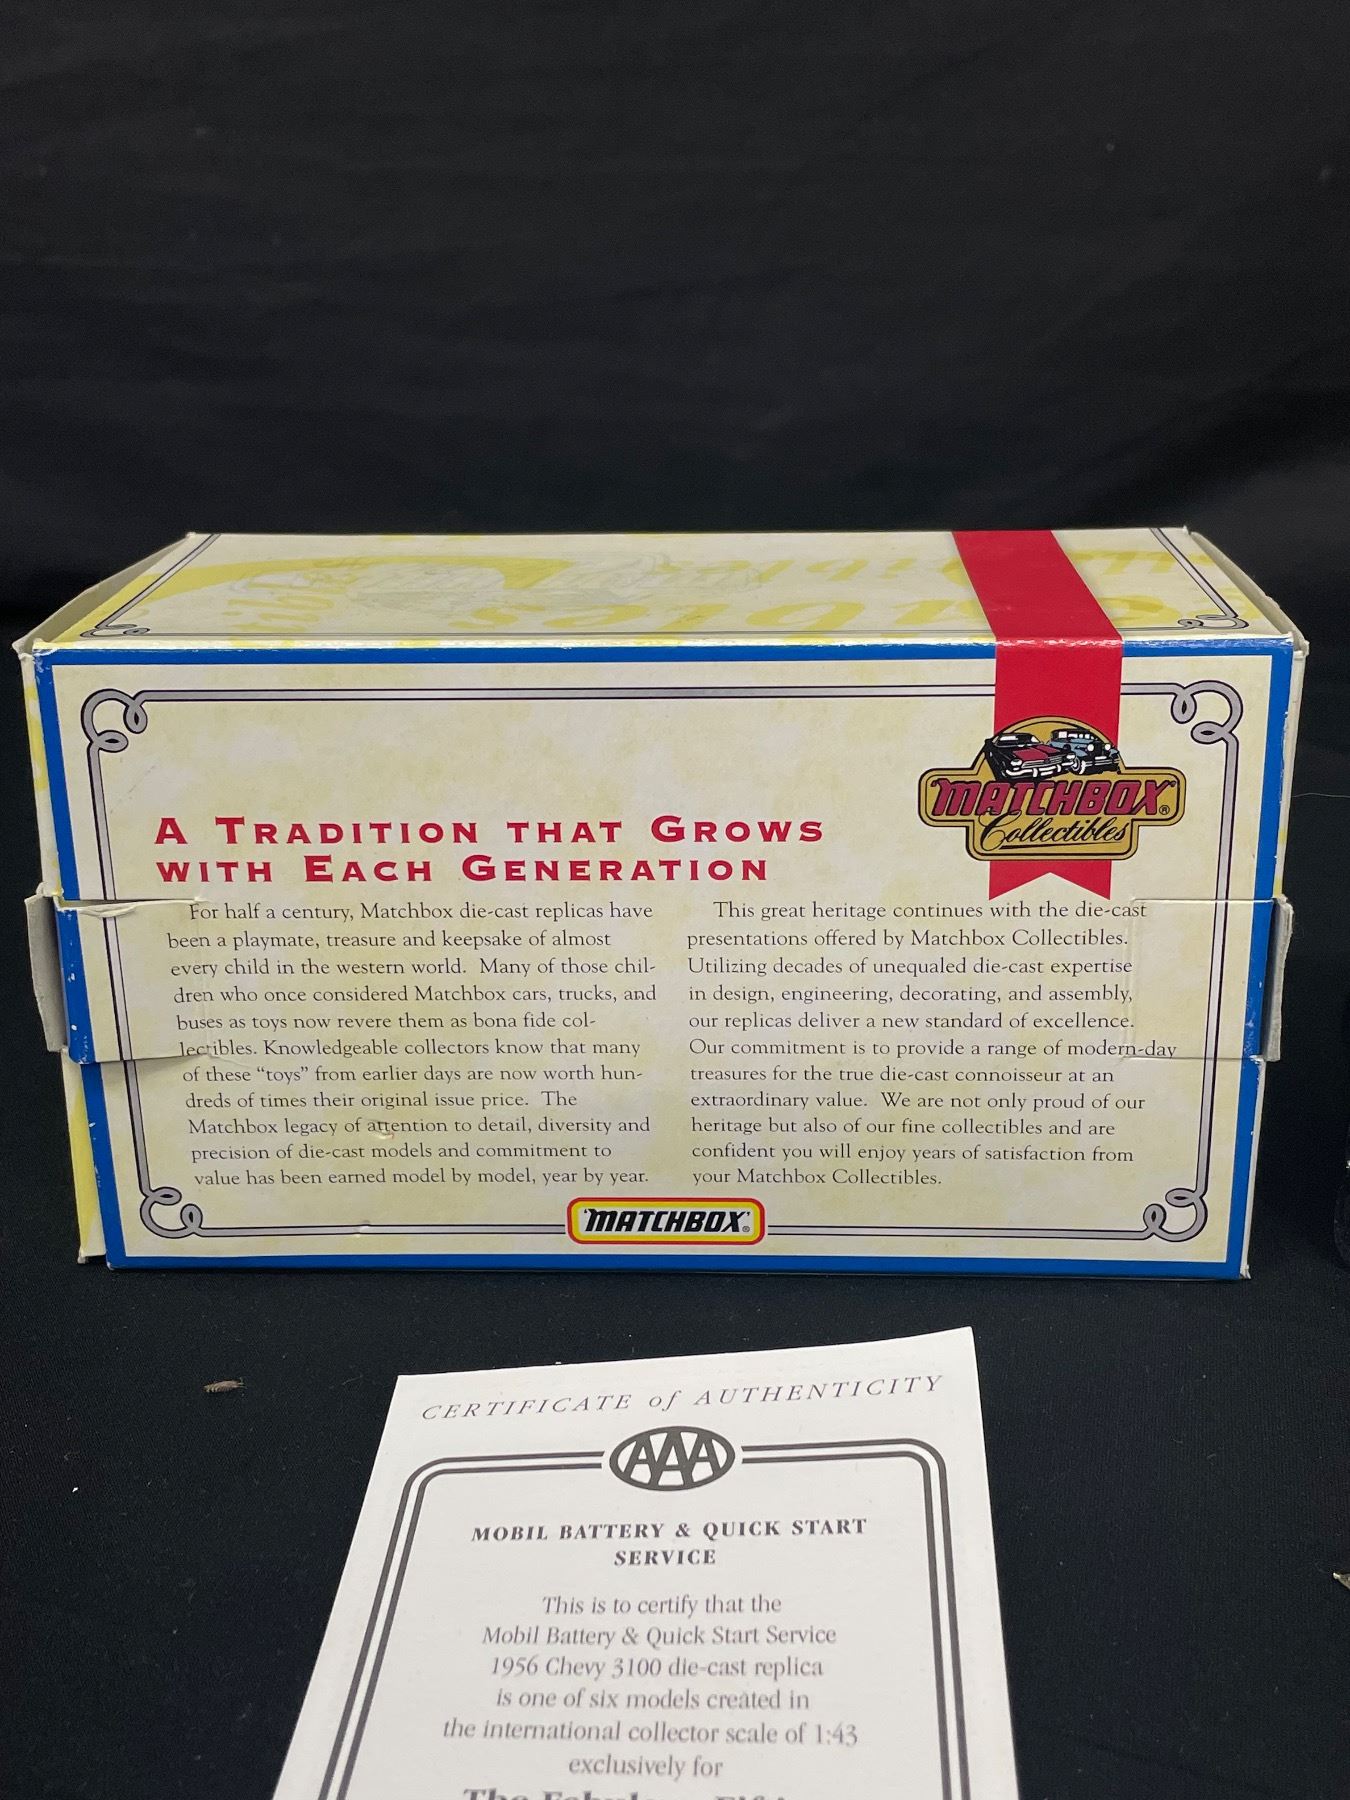 MATCHBOX®
Collectibles
A TRADITION THAT GROWS
WITH EACH GENERATION
For half a century, Matchbox die-cast replicas have
been a playmate, treasure and keepsake of almost
every child in the western world. Many of those chil-
dren who once considered Matchbox cars, trucks, and
buses as toys now revere them as bona fide col-
lectibles. Knowledgeable collectors know that many
of these “toys” from earlier days are now worth hun-
dreds of times their original issue price. The
Matchbox legacy of attention to detail, diversity and
precision of die-cast models and commitment to
value has been earned model by model, year by year.
This great heritage continues with the die-cast
presentations offered by Matchbox Collectibles.
Utilizing decades of unequaled die-cast expertise
in design, engineering, decorating, and assembly,
our replicas deliver a new standard of excellence.
Our commitment is to provide a range of modern-day
treasures for the true die-cast connoisseur at an
extraordinary value. We are not only proud of our
heritage but also of our fine collectibles and are
confident you will enjoy years of satisfaction from
your Matchbox Collectibles.
'MATCHBOX'®
CERTIFICATE of AUTHENTICITY
AAA
MOBIL BATTERY & QUICK START
SERVICE
This is to certify that the
Mobil Battery & Quick Start Service
1956 Chevy 3100 die-cast replica
is one of six models created in
the international collector scale of 1:43
exclusively for
The